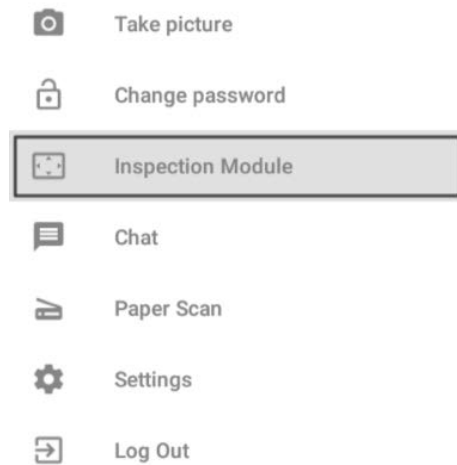 Take picture
Change password
Inspection Module
Chat
Paper Scan
Settings
Log Out